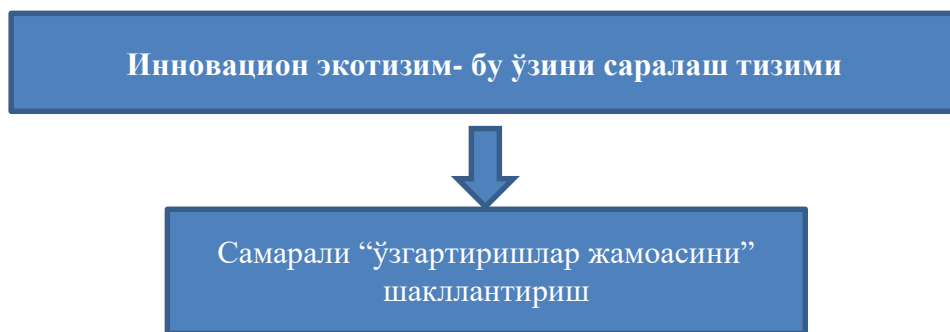 Инновацион экотизим- бу ўзини саралаш тизими
Самарали “ўзгартиришлар жамоасини”
шакллантириш